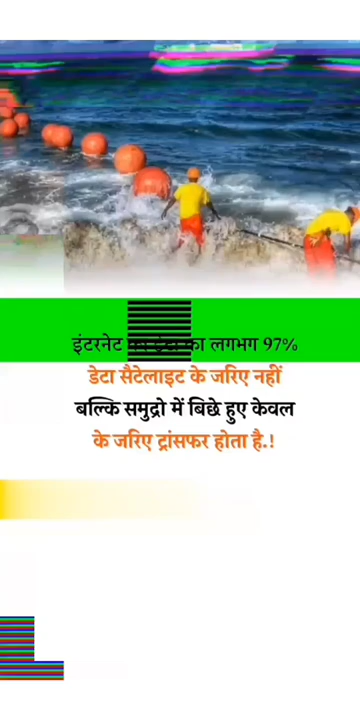 इंटरनेट का लगभग 97%
डेटा सैटेलाइट के जरिए नहीं
बल्कि समुद्रो में बिछे हुए केवल
के जरिए ट्रांसफर होता है.!